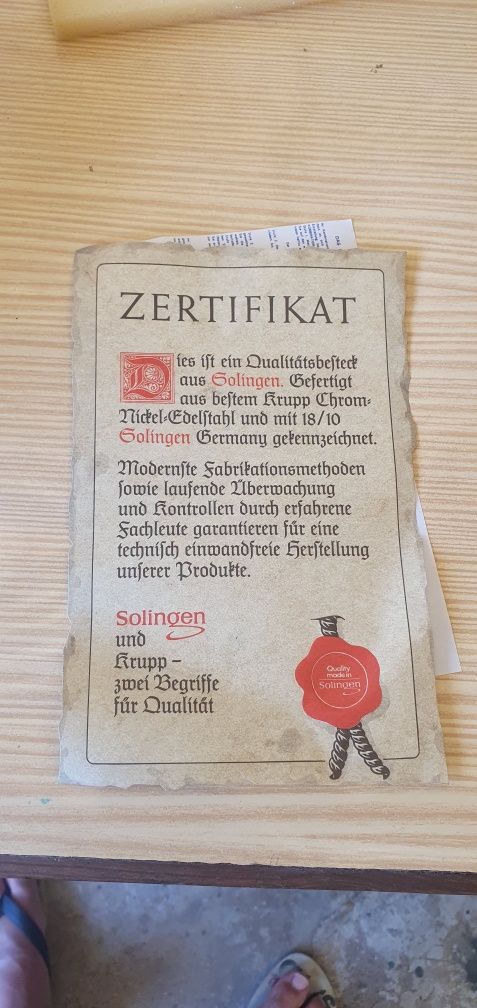 ZERTIFIKAT
Dies ist ein Qualitätsbesteck
aus Solingen. Gefertigt
aus bestem Krupp Chrom-
Nickel-Edelstahl und mit 18/10
Solingen Germany gekennzeichnet.
Modernste Fabrikationsmethoden
sowie laufende Überwachung
und Kontrollen durch erfahrene
Fachleute garantieren für eine
technisch einwandfreie Herstellung
unserer Produkte.
Solingen
und
Krupp –
zwei Begriffe
für Qualität
Quality
made in
Solingen